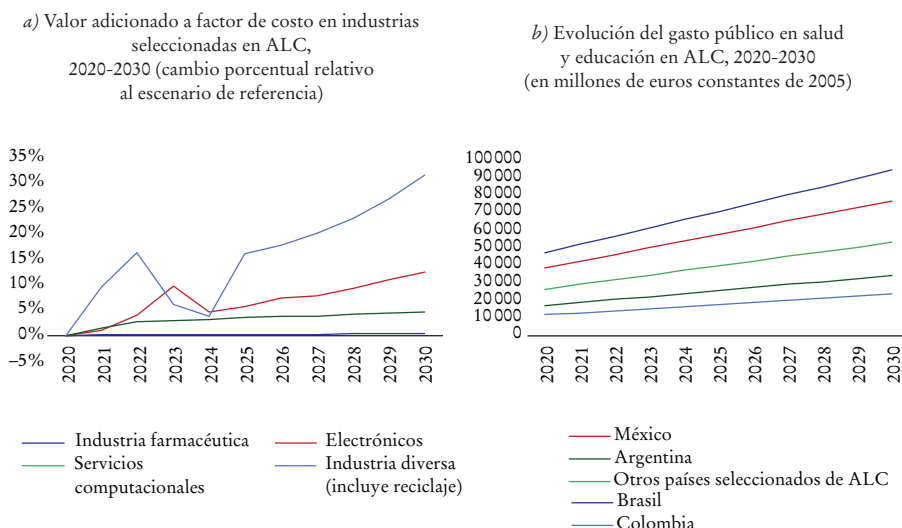 a) Valor adicionado a factor de costo en industrias
seleccionadas en ALC,
2020-2030 (cambio porcentual relativo
al escenario de referencia)
35%
30%
25%
20%
15%
10%
5%
0%
–5%
2020
2021
2022
2023
2024
2025
2026
2027
2028
2029
2030
Industria farmacéutica
Electrónicos
Servicios
computacionales
Industria diversa
(incluye reciclaje)
b) Evolución del gasto público en salud
y educación en ALC, 2020-2030
(en millones de euros constantes de 2005)
100 000
90 000
80 000
70 000
60 000
50 000
40 000
30 000
20 000
10 000
0
2020
2021
2022
2023
2024
2025
2026
2027
2028
2029
2030
México
Argentina
Otros países seleccionados de ALC
Brasil
Colombia